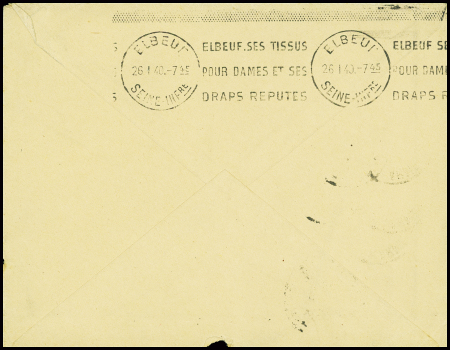 ELBEUF
26 I 40 - 7 45
SEINE-INFRE
ELBEUF.SES TISSUS
POUR DAMES ET SES
DRAPS REPUTES
ELBEUF
26 I 40 - 7 45
SEINE-INFRE
ELBEUF SE
POUR DAME
DRAPS R